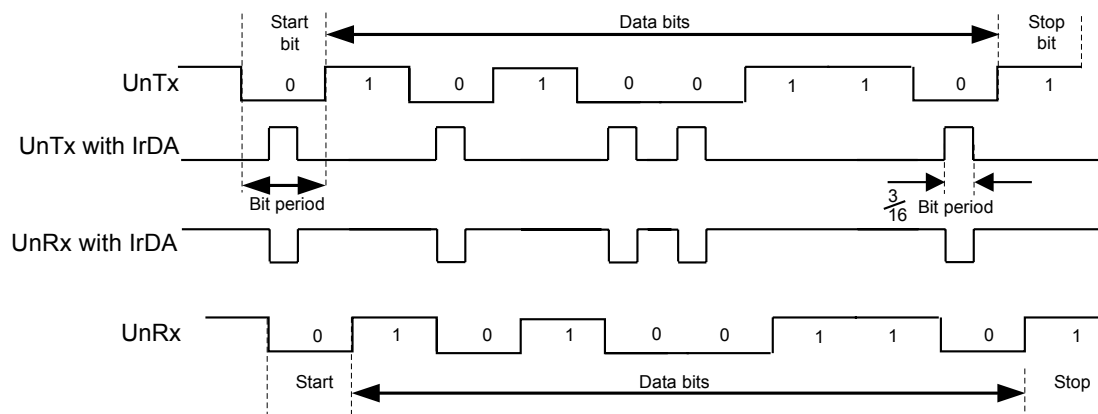 Start
bit
Data bits
Stop
bit
UnTx
0 1 0 1 0 0 1 1 0 1
UnTx with IrDA
Bit period
3
16
Bit period
UnRx with IrDA
UnRx
0 1 0 1 0 0 1 1 0 1
Start
Data bits
Stop